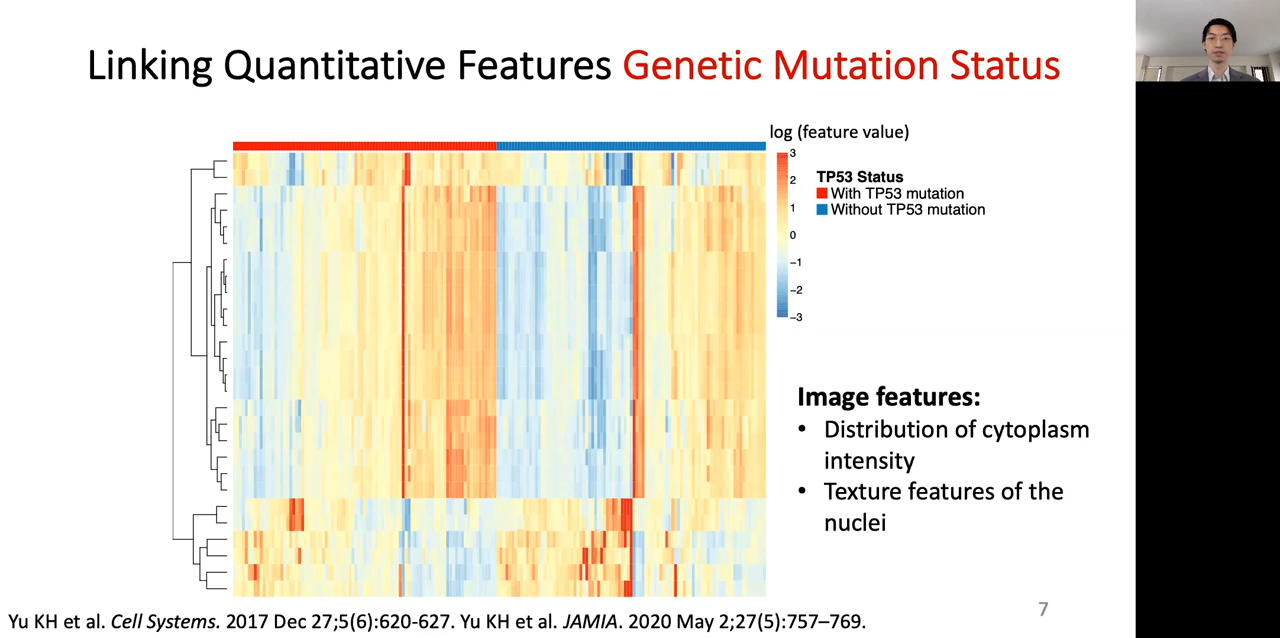 Linking Quantitative Features Genetic Mutation Status
log (feature value)
3
2
1
0
−1
−2
−3
TP53 Status
With TP53 mutation
Without TP53 mutation
Image features:
• Distribution of cytoplasm
intensity
• Texture features of the
nuclei
7
Yu KH et al. Cell Systems. 2017 Dec 27;5(6):620-627. Yu KH et al. JAMIA. 2020 May 2;27(5):757–769.